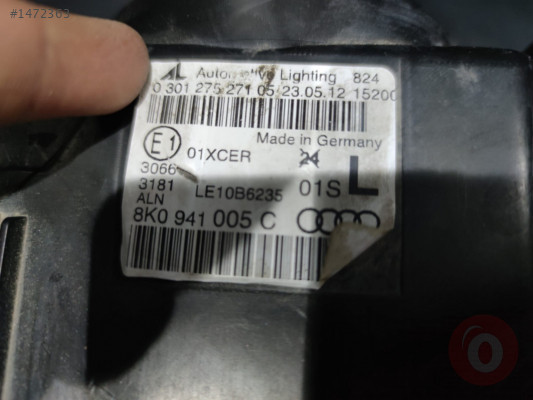 #1472363
AL Automotive Lighting 824
0 301 275 271 05 23.05.12 15200
Made in Germany
E1 01XCER 24
3066
3181 LE10B6235 01S L
ALN
8K0 941 005 C